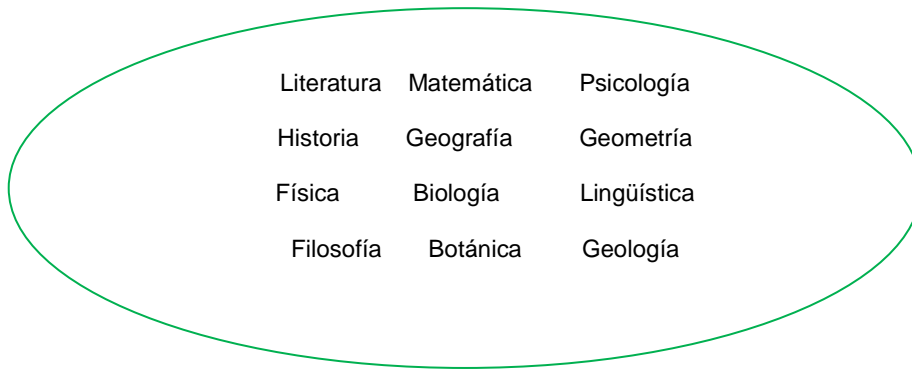 Literatura Matemática Psicología
Historia Geografía Geometría
Física Biología Lingüística
Filosofía Botánica Geología